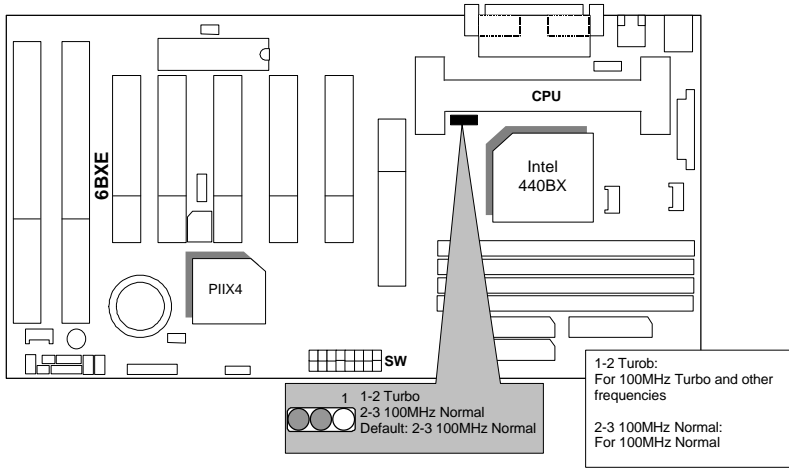 CPU
6BXE
Intel
440BX
PIIX4
SW
1
1-2 Turbo
2-3 100MHz Normal
Default: 2-3 100MHz Normal
1-2 Turob:
For 100MHz Turbo and other
frequencies
2-3 100MHz Normal:
For 100MHz Normal